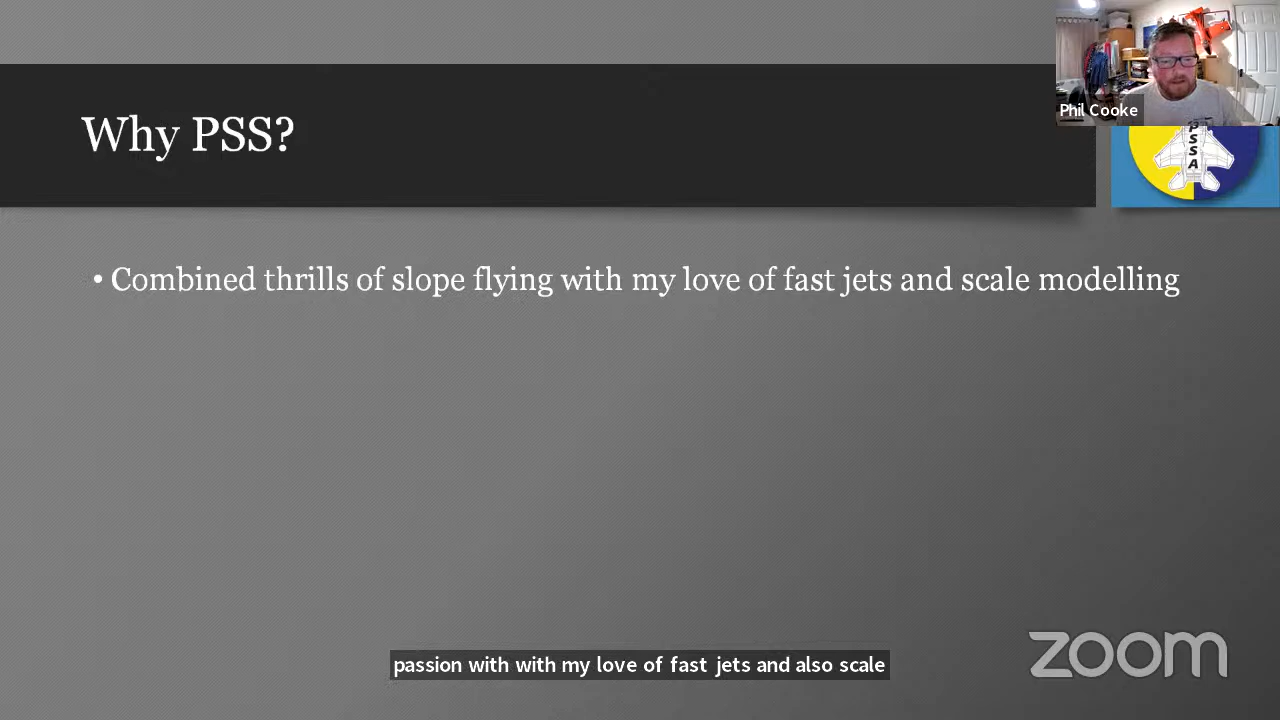 Phil Cooke
Why PSS?
PSSA
• Combined thrills of slope flying with my love of fast jets and scale modelling
passion with with my love of fast jets and also scale
zoom